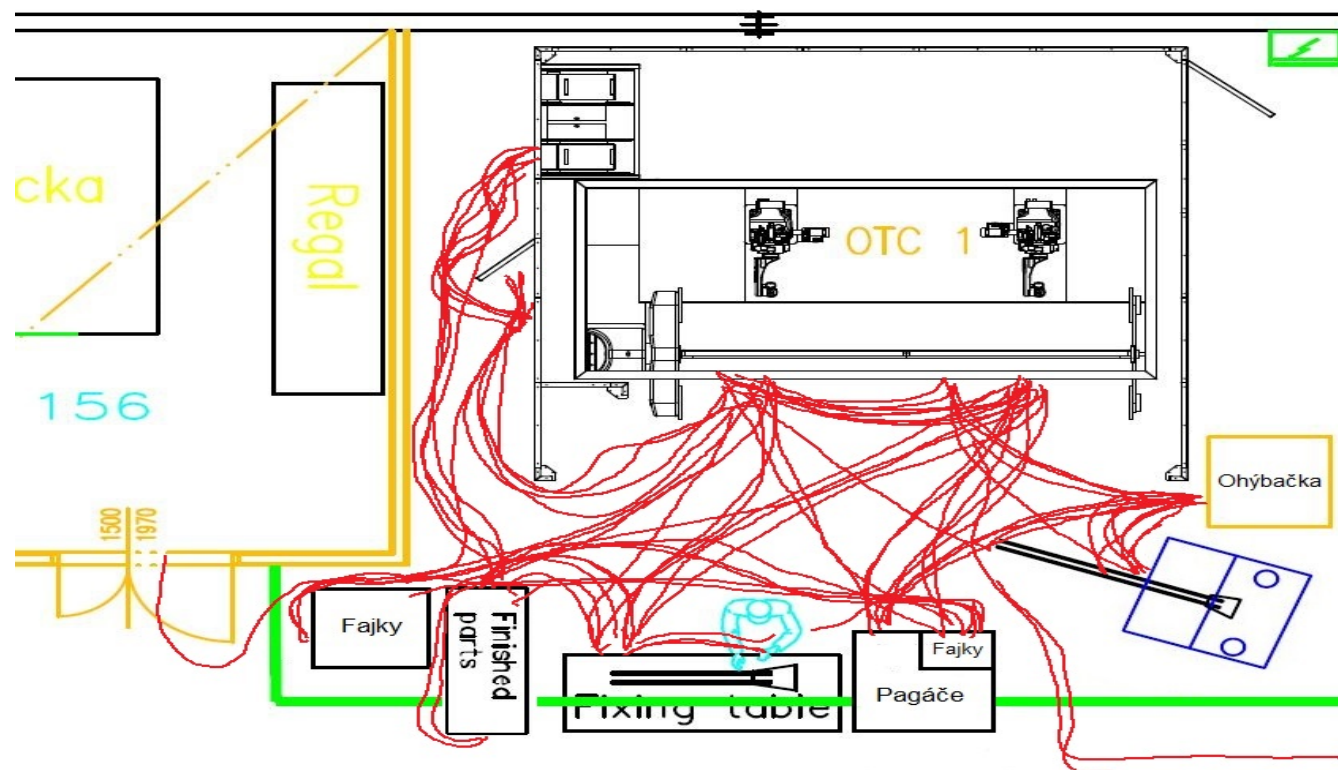 cka
Regal
OTC 1
156
1500
1970
Ohýbačka
Fajky
Finished
parts
Fixing table
Fajky
Pagáče